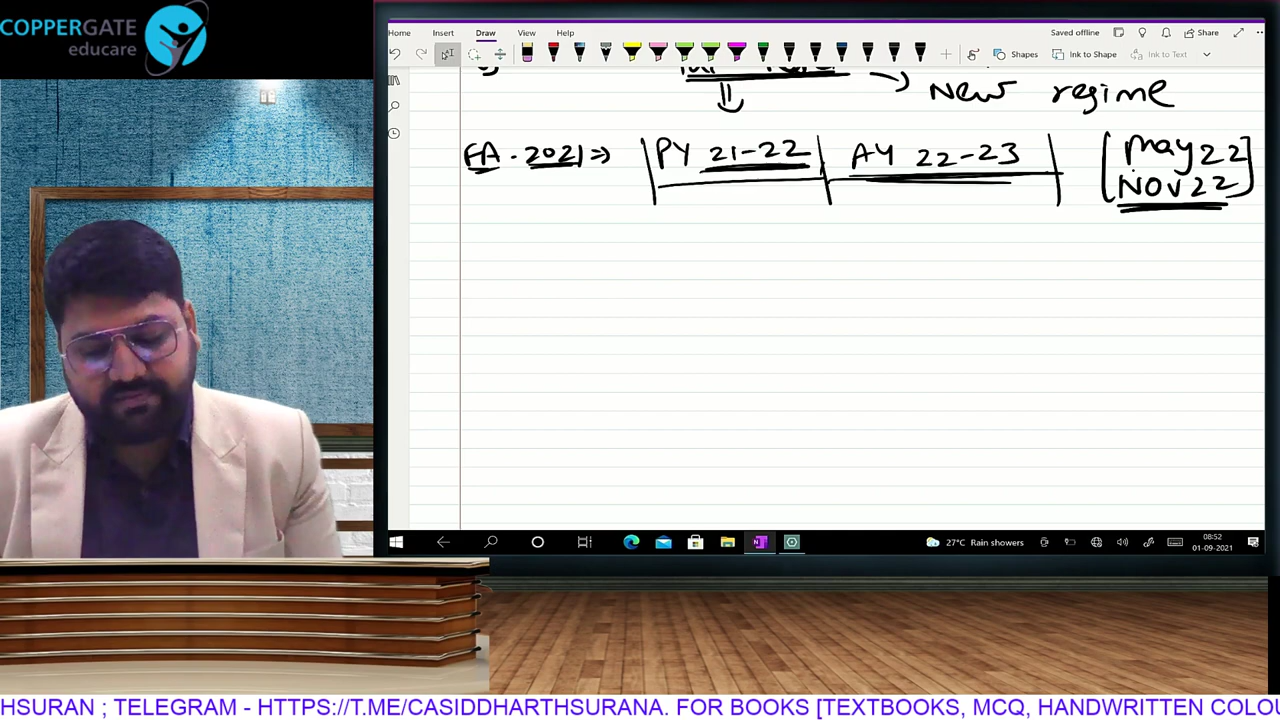 COPPERGATE
educare
Home Insert Draw View Help
Saved offline
Share
Shapes
Ink to Shape
Ink to Text
New regime
FA. 2021 ⇒
PY 21-22
AY 22-23
May 22
NOV 22
27°C Rain showers
08:52
01-09-2021
HSURAN ; TELEGRAM - HTTPS://T.ME/CASIDDHARTHSURANA. FOR BOOKS [TEXTBOOKS, MCQ, HANDWRITTEN COLOU